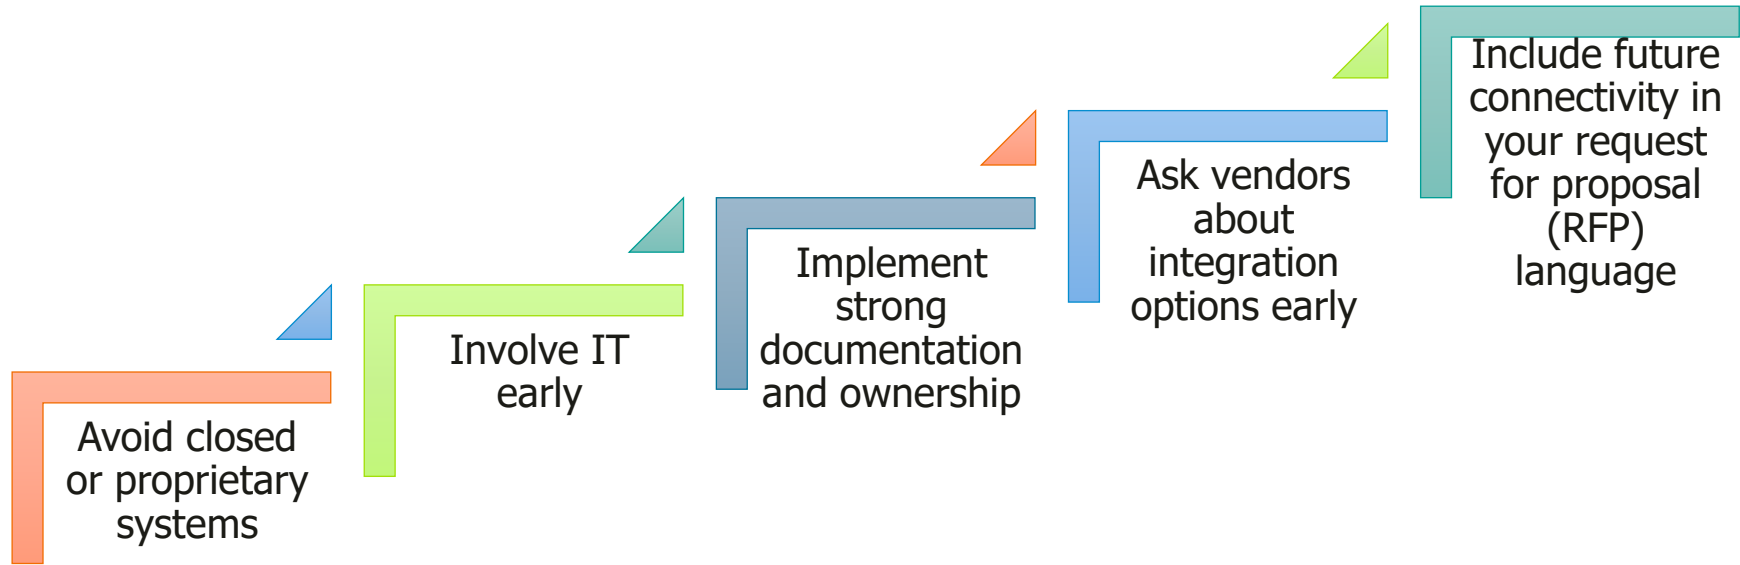 Avoid closed
or proprietary
systems
Involve IT
early
Implement
strong
documentation
and ownership
Ask vendors
about
integration
options early
Include future
connectivity in
your request
for proposal
(RFP)
language